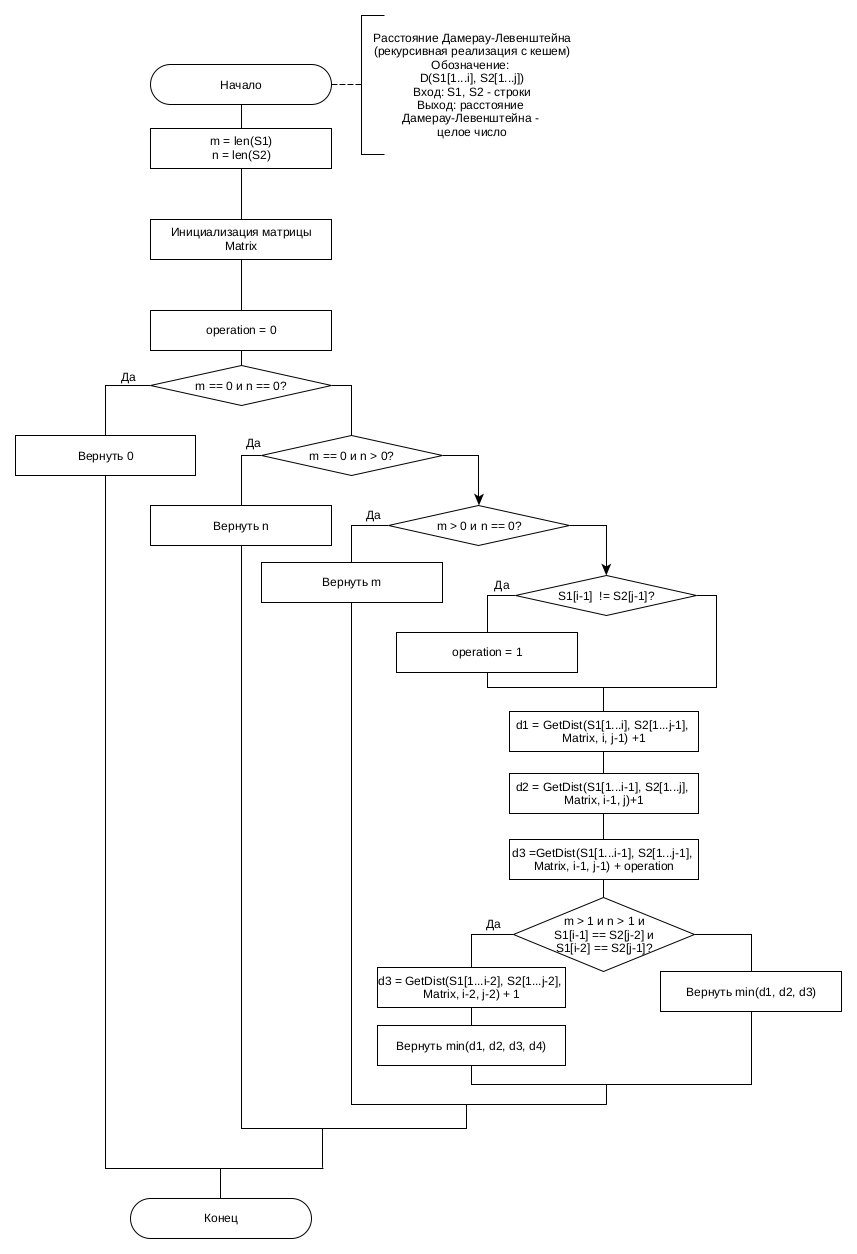 Расстояние Дамерау-Левенштейна
(рекурсивная реализация с кешем)
Обозначение:
D(S1[1...i], S2[1...j])
Вход: S1, S2 - строки
Выход: расстояние
Дамерау-Левенштейна -
целое число
Начало
m = len(S1)
n = len(S2)
Инициализация матрицы
Matrix
operation = 0
Да
m == 0 и n == 0?
Вернуть 0
Да
m == 0 и n > 0?
Вернуть n
Да
m > 0 и n == 0?
Вернуть m
Да
S1[i-1] != S2[j-1]?
operation = 1
d1 = GetDist(S1[1...i], S2[1...j-1],
Matrix, i, j-1) +1
d2 = GetDist(S1[1...i-1], S2[1...j],
Matrix, i-1, j)+1
d3 =GetDist(S1[1...i-1], S2[1...j-1],
Matrix, i-1, j-1) + operation
Да
m > 1 и n > 1 и
S1[i-1] == S2[j-2] и
S1[i-2] == S2[j-1]?
d3 = GetDist(S1[1...i-2], S2[1...j-2],
Matrix, i-2, j-2) + 1
Вернуть min(d1, d2, d3)
Вернуть min(d1, d2, d3, d4)
Конец